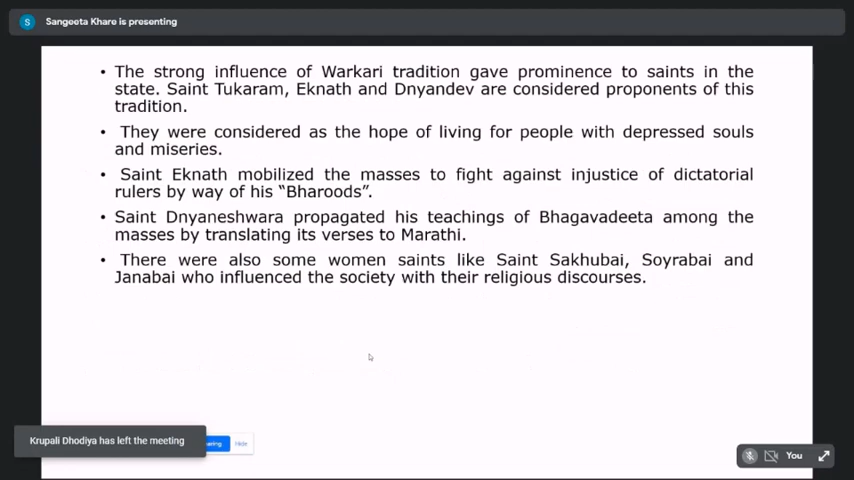 S Sangeeta Khare is presenting
• The strong influence of Warkari tradition gave prominence to saints in the
state. Saint Tukaram, Eknath and Dnyandev are considered proponents of this
tradition.
• They were considered as the hope of living for people with depressed souls
and miseries.
• Saint Eknath mobilized the masses to fight against injustice of dictatorial
rulers by way of his “Bharoods”.
• Saint Dnyaneshwara propagated his teachings of Bhagavadeeta among the
masses by translating its verses to Marathi.
• There were also some women saints like Saint Sakhubai, Soyrabai and
Janabai who influenced the society with their religious discourses.
Krupali Dhodiya has left the meeting
Hide
You